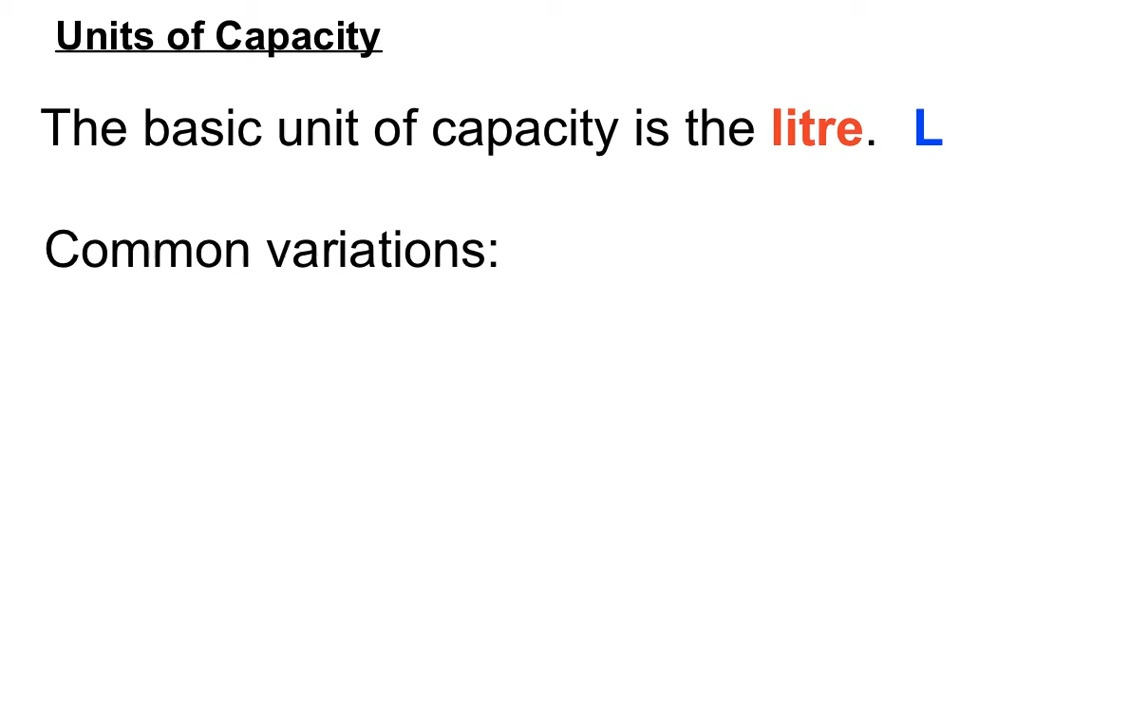 Units of Capacity
The basic unit of capacity is the litre. L
Common variations: